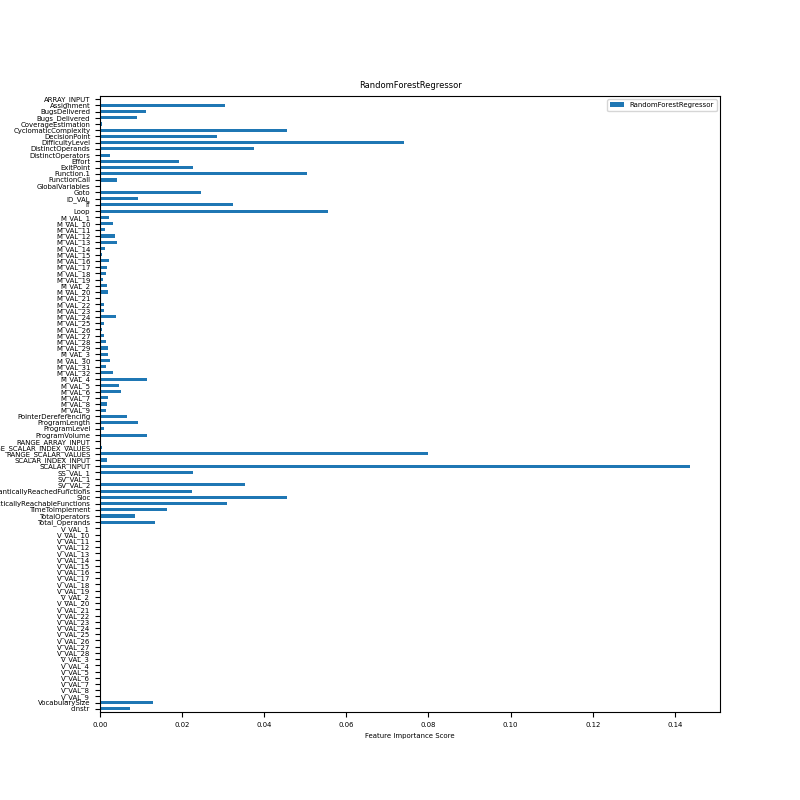 RandomForestRegressor
RandomForestRegressor
ARRAY_INPUT
Assignment
BugsDelivered
Bugs_Delivered
CoverageEstimation
CyclomaticComplexity
DecisionPoint
DifficultyLevel
DistinctOperands
DistinctOperators
Effort
ExitPoint
Function.1
FunctionCall
GlobalVariables
Goto
ID_VAL
If
Loop
M_VAL_1
M_VAL_10
M_VAL_11
M_VAL_12
M_VAL_13
M_VAL_14
M_VAL_15
M_VAL_16
M_VAL_17
M_VAL_18
M_VAL_19
M_VAL_2
M_VAL_20
M_VAL_21
M_VAL_22
M_VAL_23
M_VAL_24
M_VAL_25
M_VAL_26
M_VAL_27
M_VAL_28
M_VAL_29
M_VAL_3
M_VAL_30
M_VAL_31
M_VAL_32
M_VAL_4
M_VAL_5
M_VAL_6
M_VAL_7
M_VAL_8
M_VAL_9
PointerDereferencing
ProgramLength
ProgramLevel
ProgramVolume
RANGE_ARRAY_INPUT
E_SCALAR_INDEX_VALUES
RANGE_SCALAR_VALUES
SCALAR_INDEX_INPUT
SCALAR_INPUT
SS_VAL_1
SV_VAL_1
SV_VAL_2
anticallyReachedFunctions
Sloc
ticallyReachableFunctions
TimeToImplement
TotalOperators
Total_Operands
V_VAL_1
V_VAL_10
V_VAL_11
V_VAL_12
V_VAL_13
V_VAL_14
V_VAL_15
V_VAL_16
V_VAL_17
V_VAL_18
V_VAL_19
V_VAL_2
V_VAL_20
V_VAL_21
V_VAL_22
V_VAL_23
V_VAL_24
V_VAL_25
V_VAL_26
V_VAL_27
V_VAL_28
V_VAL_3
V_VAL_4
V_VAL_5
V_VAL_6
V_VAL_7
V_VAL_8
V_VAL_9
VocabularySize
cinstr
0.00 0.02 0.04 0.06 0.08 0.10 0.12 0.14
Feature Importance Score